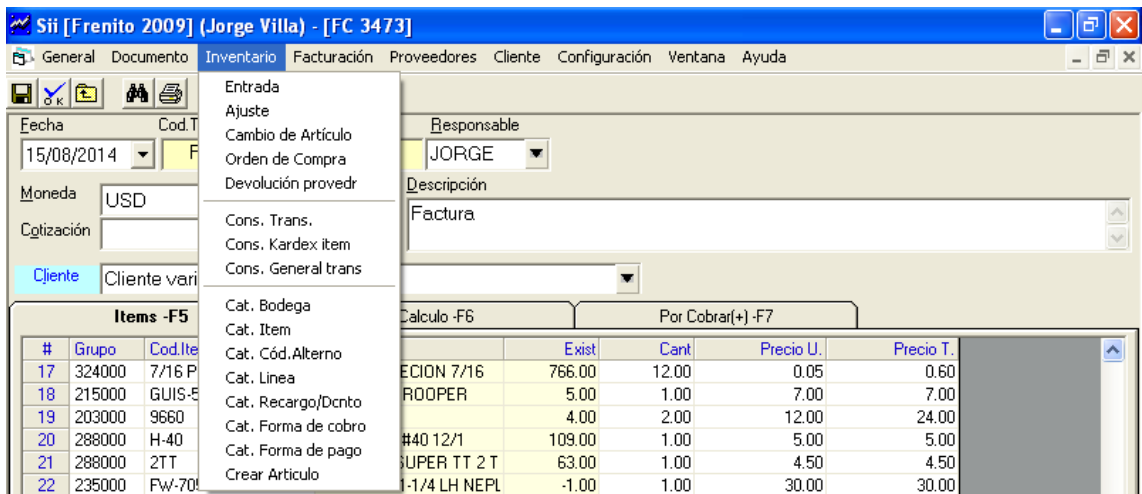 Sii [Frenito 2009] (Jorge Villa) - [FC 3473]
General Documento Inventario Facturación Proveedores Cliente Configuración Ventana Ayuda
Entrada
Ajuste
Cambio de Artículo
Orden de Compra
Devolución provedr
Cons. Trans.
Cons. Kardex item
Cons. General trans
Cat. Bodega
Cat. Item
Cat. Cód.Alterno
Cat. Linea
Cat. Recargo/Dcnto
Cat. Forma de cobro
Cat. Forma de pago
Crear Articulo
Fecha Cod.T Responsable
15/08/2014 F JORGE
Moneda USD Descripción
Factura
Cotización
Cliente Cliente vari
Items -F5 Calculo -F6 Por Cobrar(+) -F7
# Grupo Cod.Ite Exist Cant Precio U. Precio T.
17 324000 7/16 P ECION 7/16 766.00 12.00 0.05 0.60
18 215000 GUIS-5 ROOPER 5.00 1.00 7.00 7.00
19 203000 9660 4.00 2.00 12.00 24.00
20 288000 H-40 #40 12/1 109.00 1.00 5.00 5.00
21 288000 2TT SUPER TT 2 T 63.00 1.00 4.50 4.50
22 235000 FW-705 1-1/4 LH NEPL -1.00 1.00 30.00 30.00